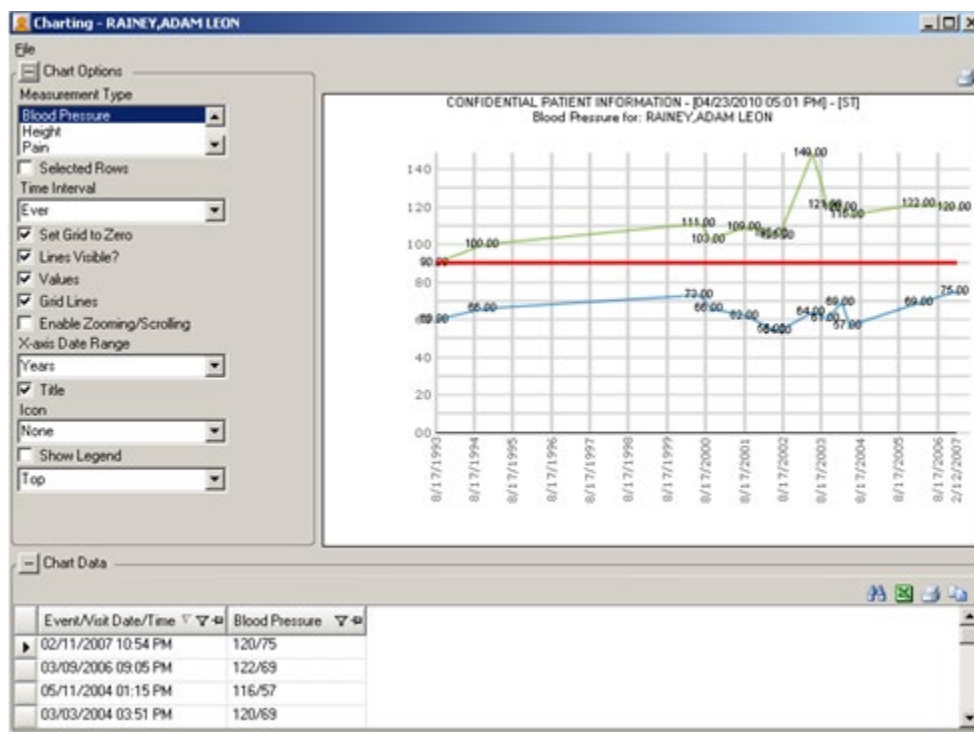 Charting - RAINEY,ADAM LEON
File
Chart Options
Measurement Type
Blood Pressure
Height
Pain
Selected Rows
Time Interval
Ever
Set Grid to Zero
Lines Visible?
Values
Grid Lines
Enable Zooming/Scrolling
X-axis Date Range
Years
Title
Icon
None
Show Legend
Top
CONFIDENTIAL PATIENT INFORMATION - [04/23/2010 05:01 PM] - [ST]
Blood Pressure for: RAINEY,ADAM LEON
140
120
100
80
60
40
20
00
90.00
100.00
111.00
103.00
109.00
149.00
122.00
120.00
66.00
73.00
66.00
62.00
64.00
69.00
57.00
69.00
75.00
8/17/1993
8/17/1994
8/17/1995
8/17/1996
8/17/1997
8/17/1998
8/17/1999
8/17/2000
8/17/2001
8/17/2002
8/17/2003
8/17/2004
8/17/2005
8/17/2006
2/12/2007
Chart Data
Event/Visit Date/Time Blood Pressure
02/11/2007 10:54 PM 120/75
03/09/2006 09:05 PM 122/69
05/11/2004 01:15 PM 116/57
03/03/2004 03:51 PM 120/69